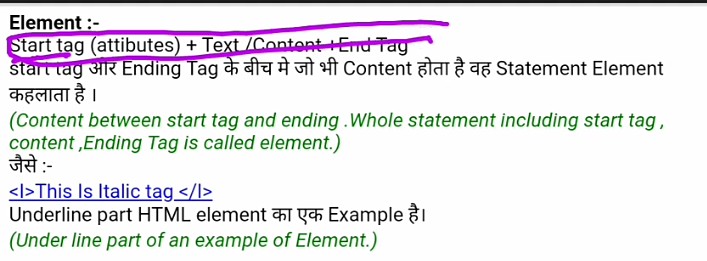 Element :-
Start tag (attibutes) + Text /Content +End Tag
start tag और Ending Tag के बीच मे जो भी Content होता है वह Statement Element
कहलाता है ।
(Content between start tag and ending .Whole statement including start tag ,
content ,Ending Tag is called element.)
जैसे :-
<I>This Is Italic tag </I>
Underline part HTML element का एक Example है।
(Under line part of an example of Element.)